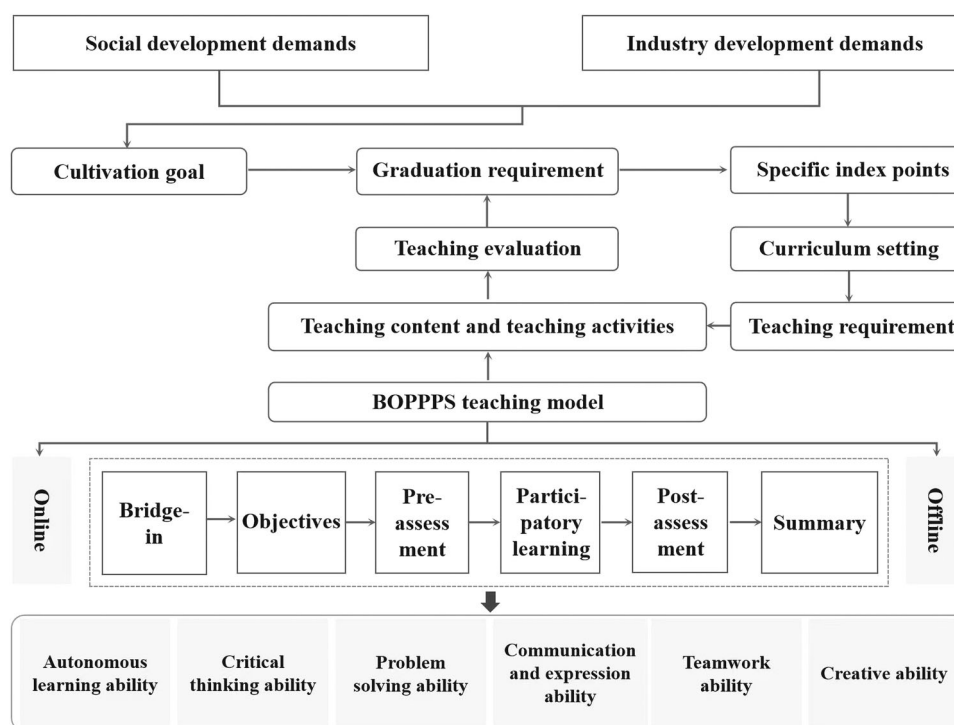 Social development demands
Industry development demands
Cultivation goal
Graduation requirement
Specific index points
Teaching evaluation
Curriculum setting
Teaching content and teaching activities
Teaching requirement
BOPPPS teaching model
Online
Bridge-
in
Objectives
Pre-
assess
ment
Partici-
patory
learning
Post-
assess
ment
Summary
Offline
Autonomous
learning ability
Critical
thinking ability
Problem
solving ability
Communication
and expression
ability
Teamwork
ability
Creative ability